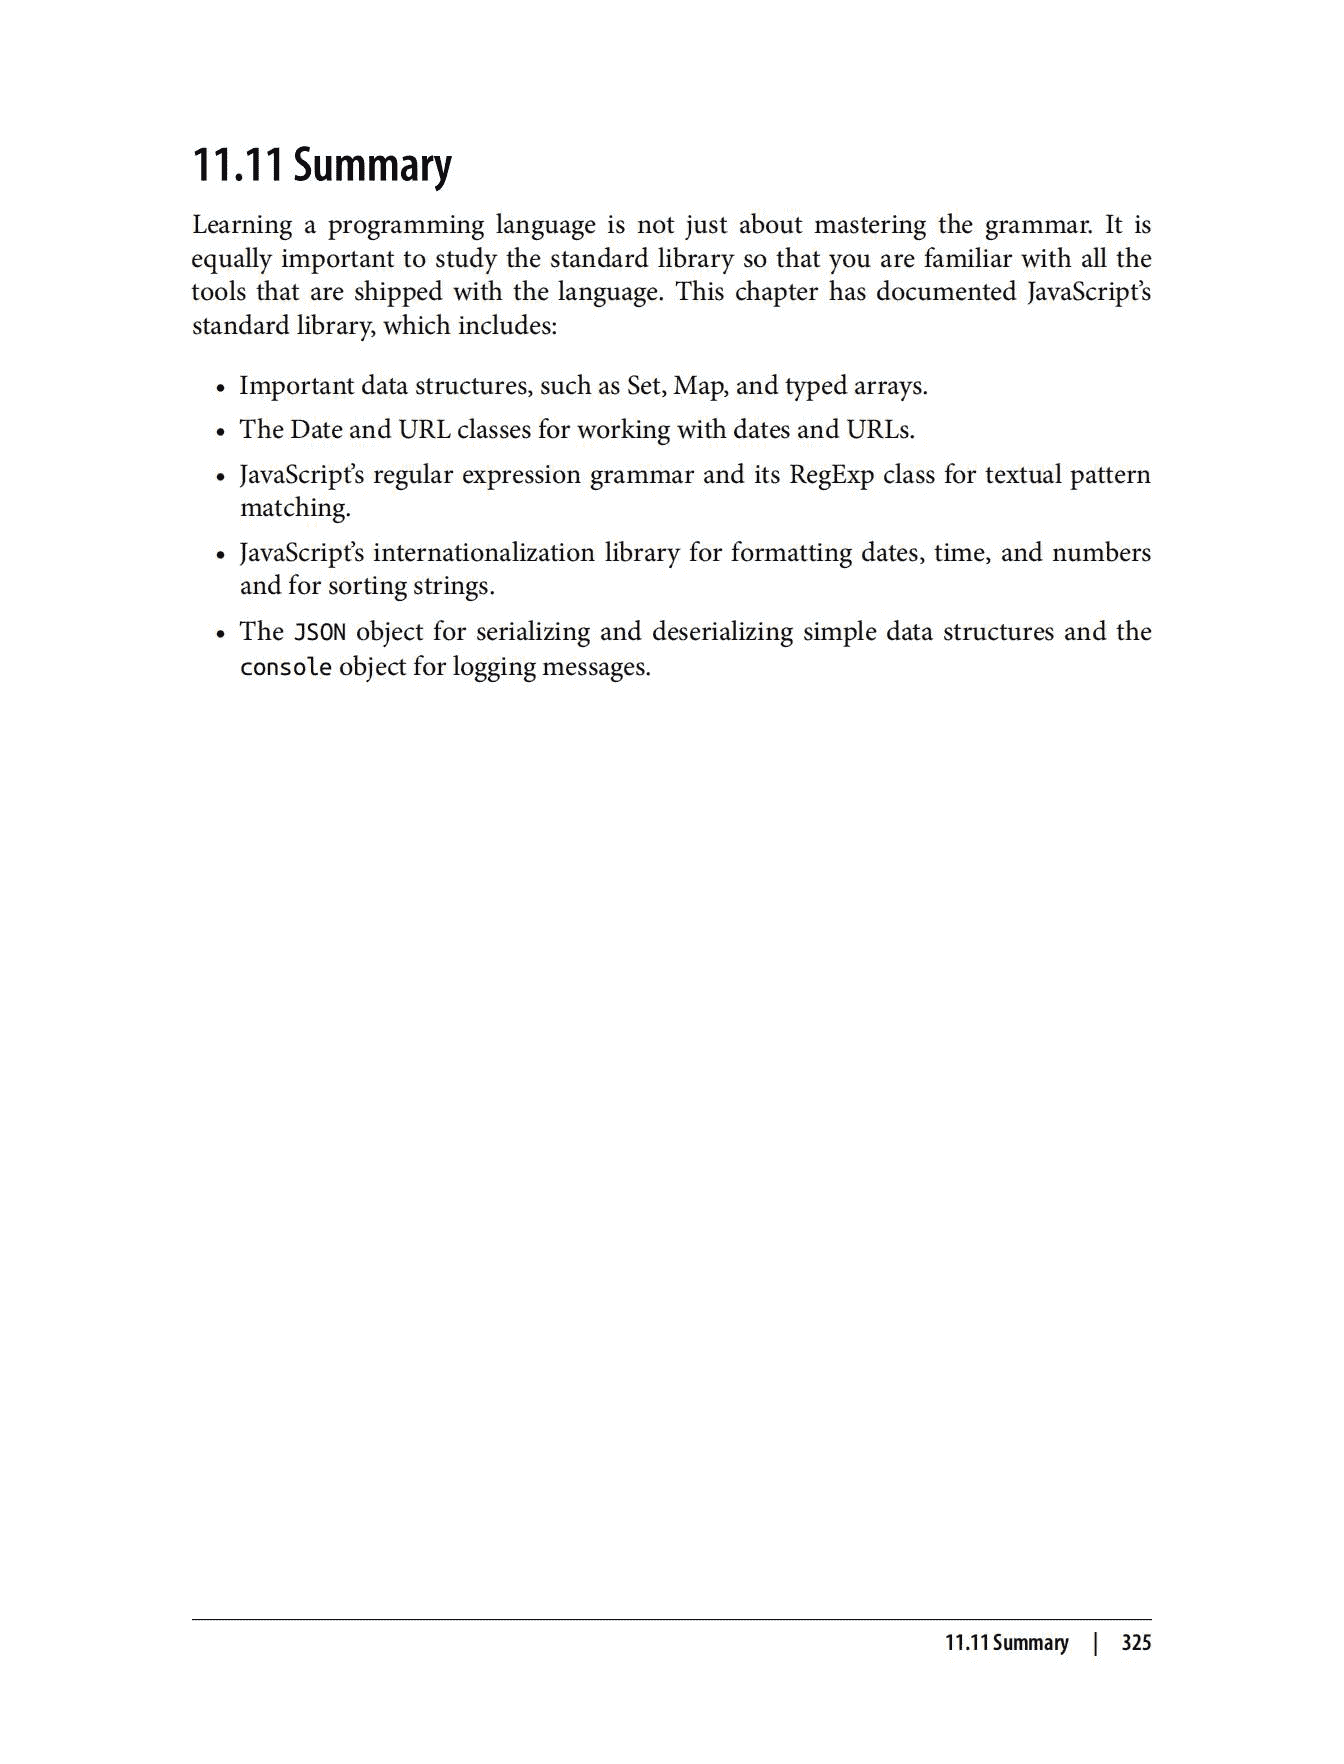 11.11 Summary
Learning a programming language is not just about mastering the grammar. It is
equally important to study the standard library so that you are familiar with all the
tools that are shipped with the language. This chapter has documented JavaScript’s
standard library, which includes:
• Important data structures, such as Set, Map, and typed arrays.
• The Date and URL classes for working with dates and URLs.
• JavaScript’s regular expression grammar and its RegExp class for textual pattern
matching.
• JavaScript’s internationalization library for formatting dates, time, and numbers
and for sorting strings.
• The JSON object for serializing and deserializing simple data structures and the
console object for logging messages.
11.11 Summary | 325